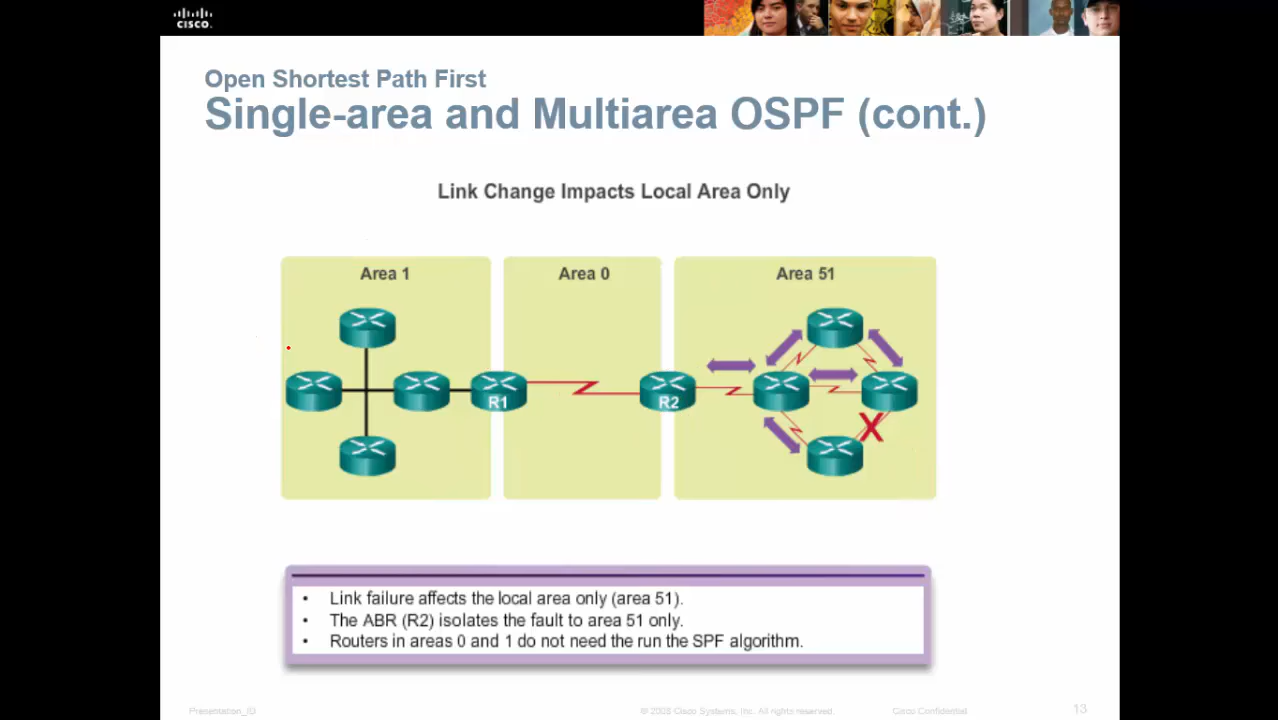 CISCO.
Open Shortest Path First
Single-area and Multiarea OSPF (cont.)
Link Change Impacts Local Area Only
Area 1
Area 0
Area 51
R1
R2
X
• Link failure affects the local area only (area 51).
• The ABR (R2) isolates the fault to area 51 only.
• Routers in areas 0 and 1 do not need the run the SPF algorithm.
Presentation_ID
© 2008 Cisco Systems, Inc. All rights reserved.
Cisco Confidential
13